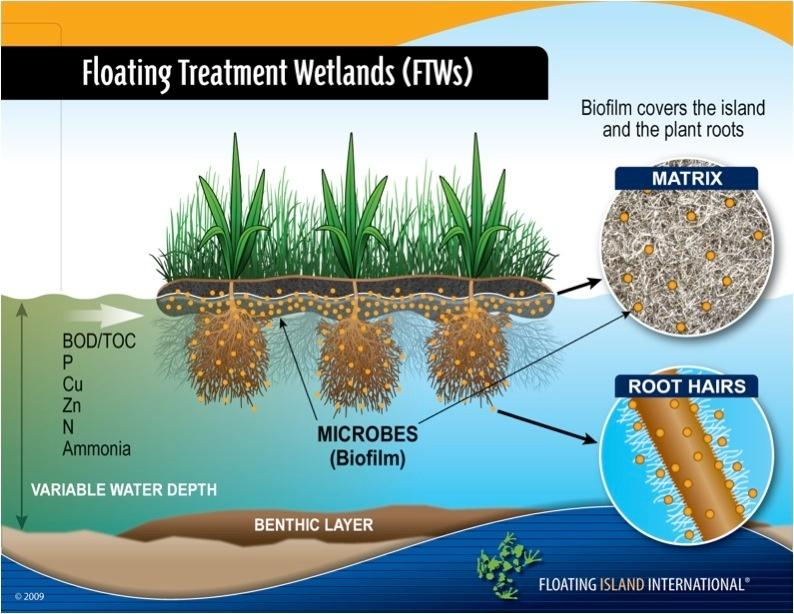 Floating Treatment Wetlands (FTWs)
Biofilm covers the island
and the plant roots
MATRIX
BOD/TOC
P
Cu
Zn
N
Ammonia
ROOT HAIRS
MICROBES
(Biofilm)
VARIABLE WATER DEPTH
BENTHIC LAYER
FLOATING ISLAND INTERNATIONAL®
© 2009